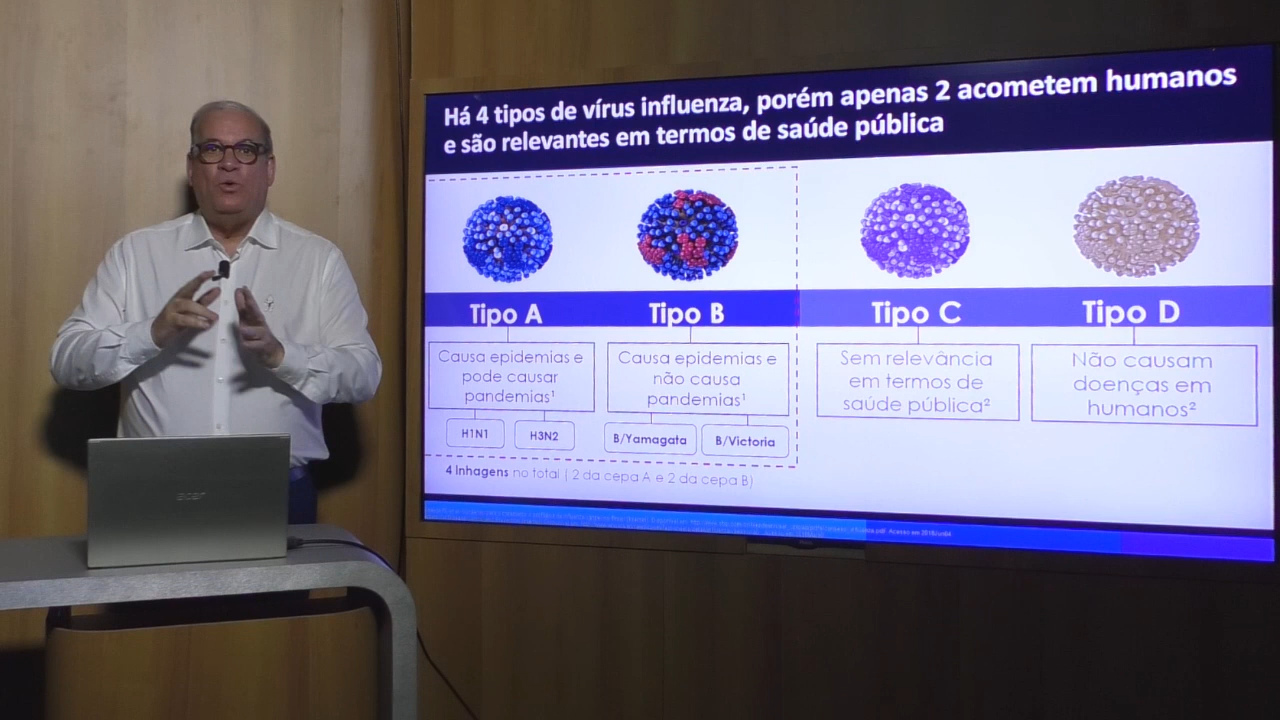 Há 4 tipos de vírus influenza, porém apenas 2 acometem humanos
e são relevantes em termos de saúde pública
Tipo A
Tipo B
Tipo C
Tipo D
Causa epidemias e
pode causar
pandemias¹
Causa epidemias e
não causa
pandemias¹
Sem relevância
em termos de
saúde pública²
Não causam
doenças em
humanos²
H1N1
H3N2
B/Yamagata
B/Victoria
4 linhagens no total | 2 da cepa A e 2 da cepa B)
acer